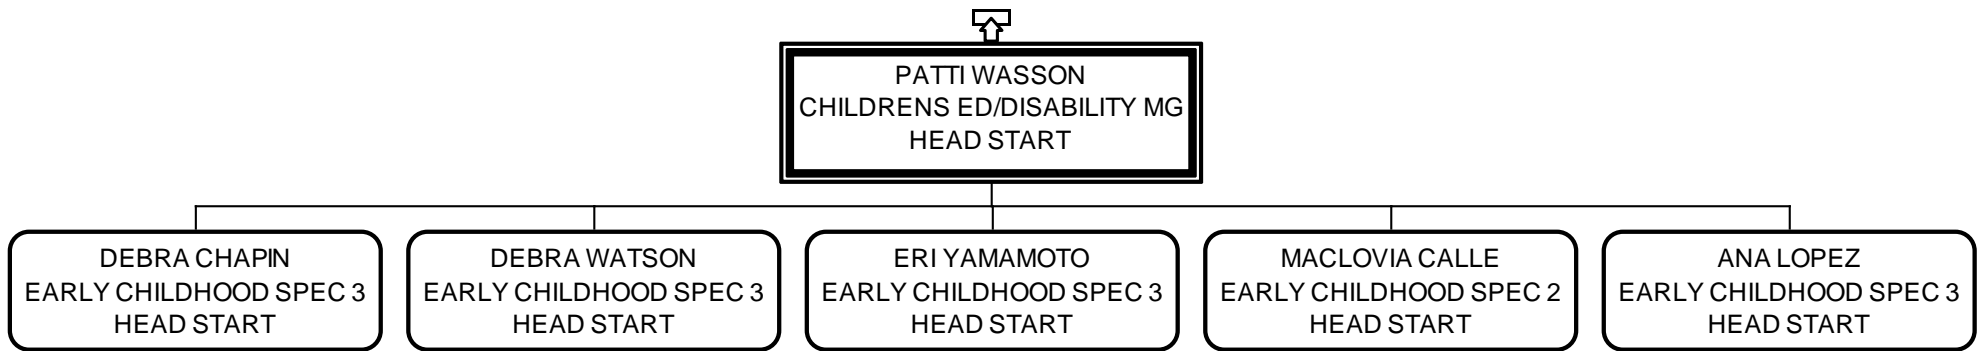 PATTI WASSON
CHILDRENS ED/DISABILITY MG
HEAD START
DEBRA CHAPIN
EARLY CHILDHOOD SPEC 3
HEAD START
DEBRA WATSON
EARLY CHILDHOOD SPEC 3
HEAD START
ERI YAMAMOTO
EARLY CHILDHOOD SPEC 3
HEAD START
MACLOVIA CALLE
EARLY CHILDHOOD SPEC 2
HEAD START
ANA LOPEZ
EARLY CHILDHOOD SPEC 3
HEAD START